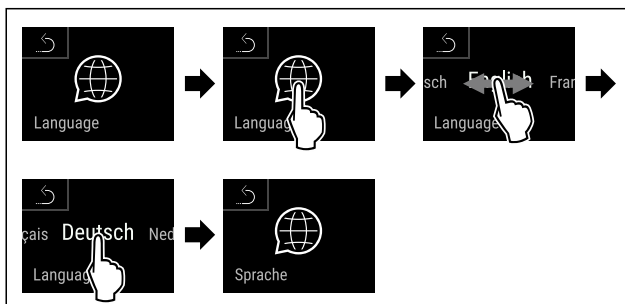 Language
Languag
sch English Fran
Language
çais Deutsch Ned
Languag
Sprache